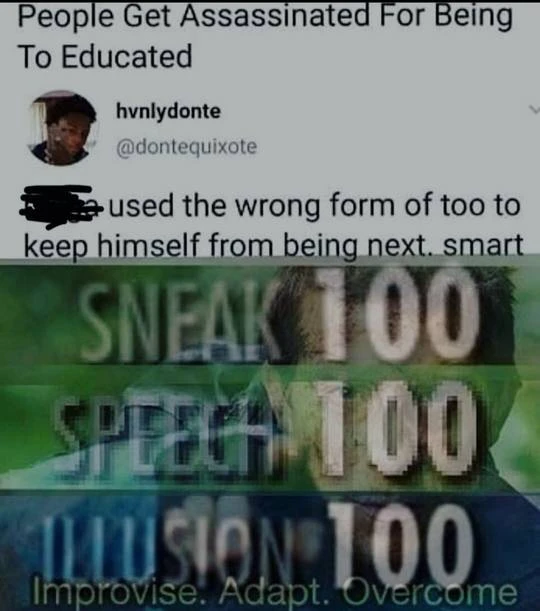 People Get Assassinated For Being
To Educated
hvnlydonte
@dontequixote
used the wrong form of too to
keep himself from being next. smart
SNEAK 100
SPEECH 100
ILLUSION 100
Improvise. Adapt. Overcome